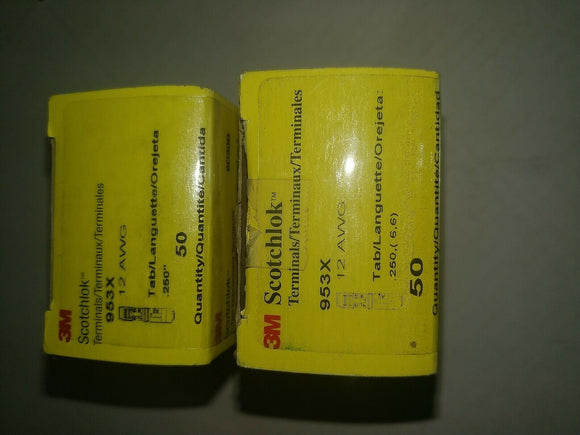 3M
Scotchlok™
Terminals/Terminaux/Terminales
953X
12 AWG
Tab/Languette/Orejeta
.250"
50
Quantity/Quantité/Cantida
3M Scotchlok™
Terminals/Terminaux/Terminales
953X
12 AWG
Tab/Languette/Orejeta:
.250,( 6,6)
50
Quantity/Quantité/Cantidad